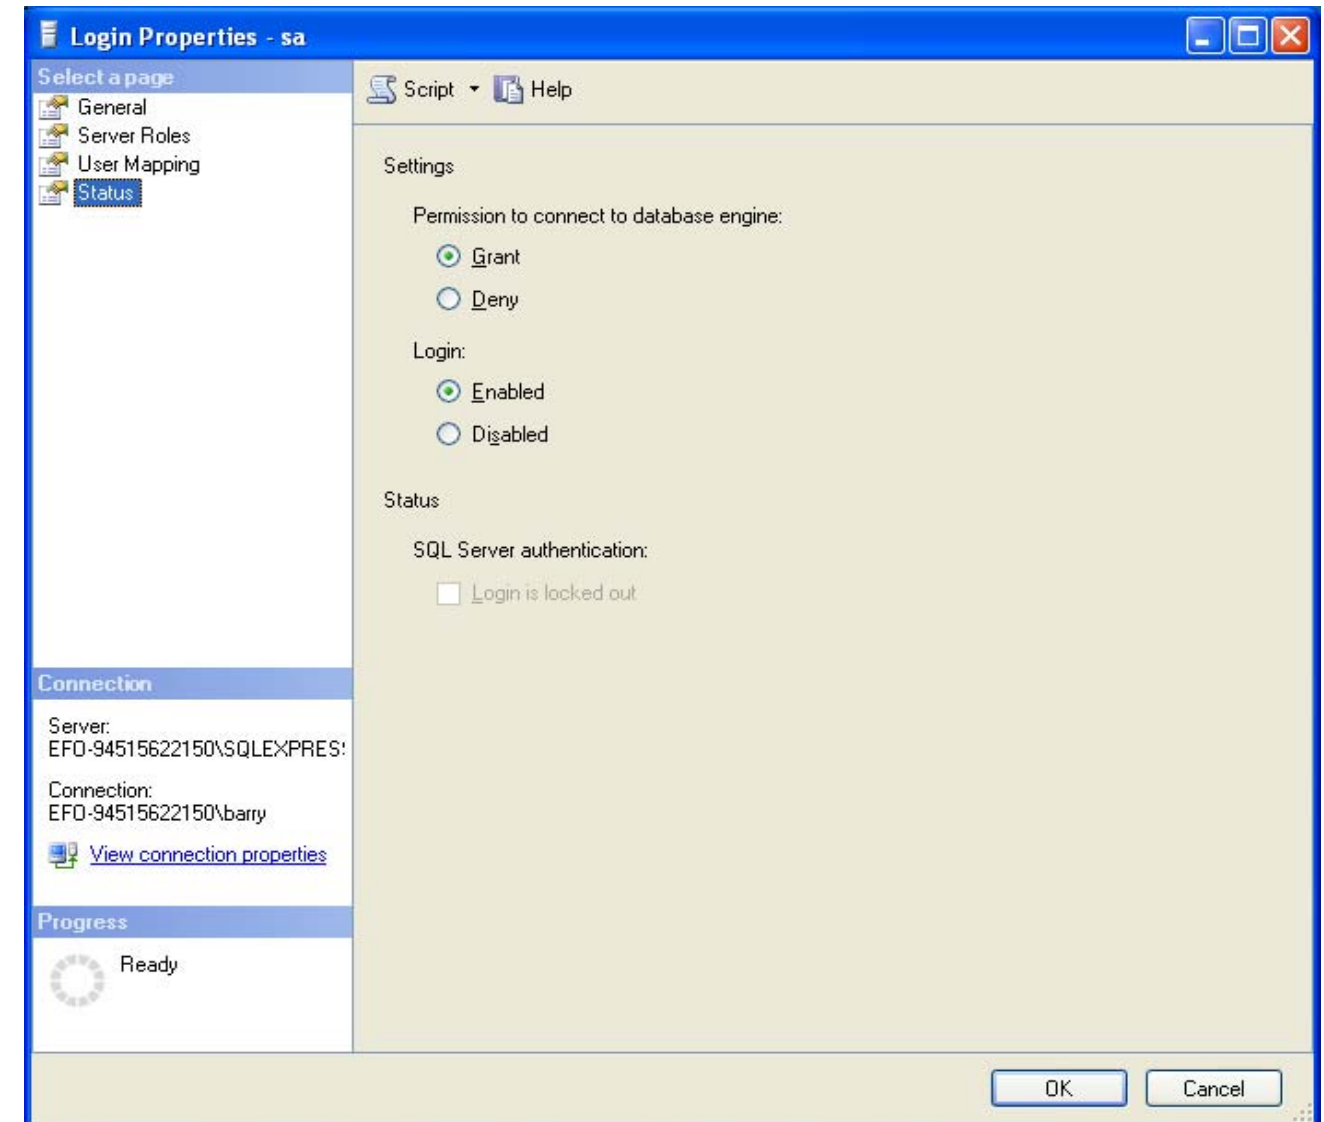 Login Properties - sa
Select a page
General
Server Roles
User Mapping
Status
Script
Help
Settings
Permission to connect to database engine:
Grant
Deny
Login:
Enabled
Disabled
Status
SQL Server authentication:
Login is locked out
Connection
Server:
EFO-94515622150\SQLEXPRES
Connection:
EFO-94515622150\barry
View connection properties
Progress
Ready
OK
Cancel